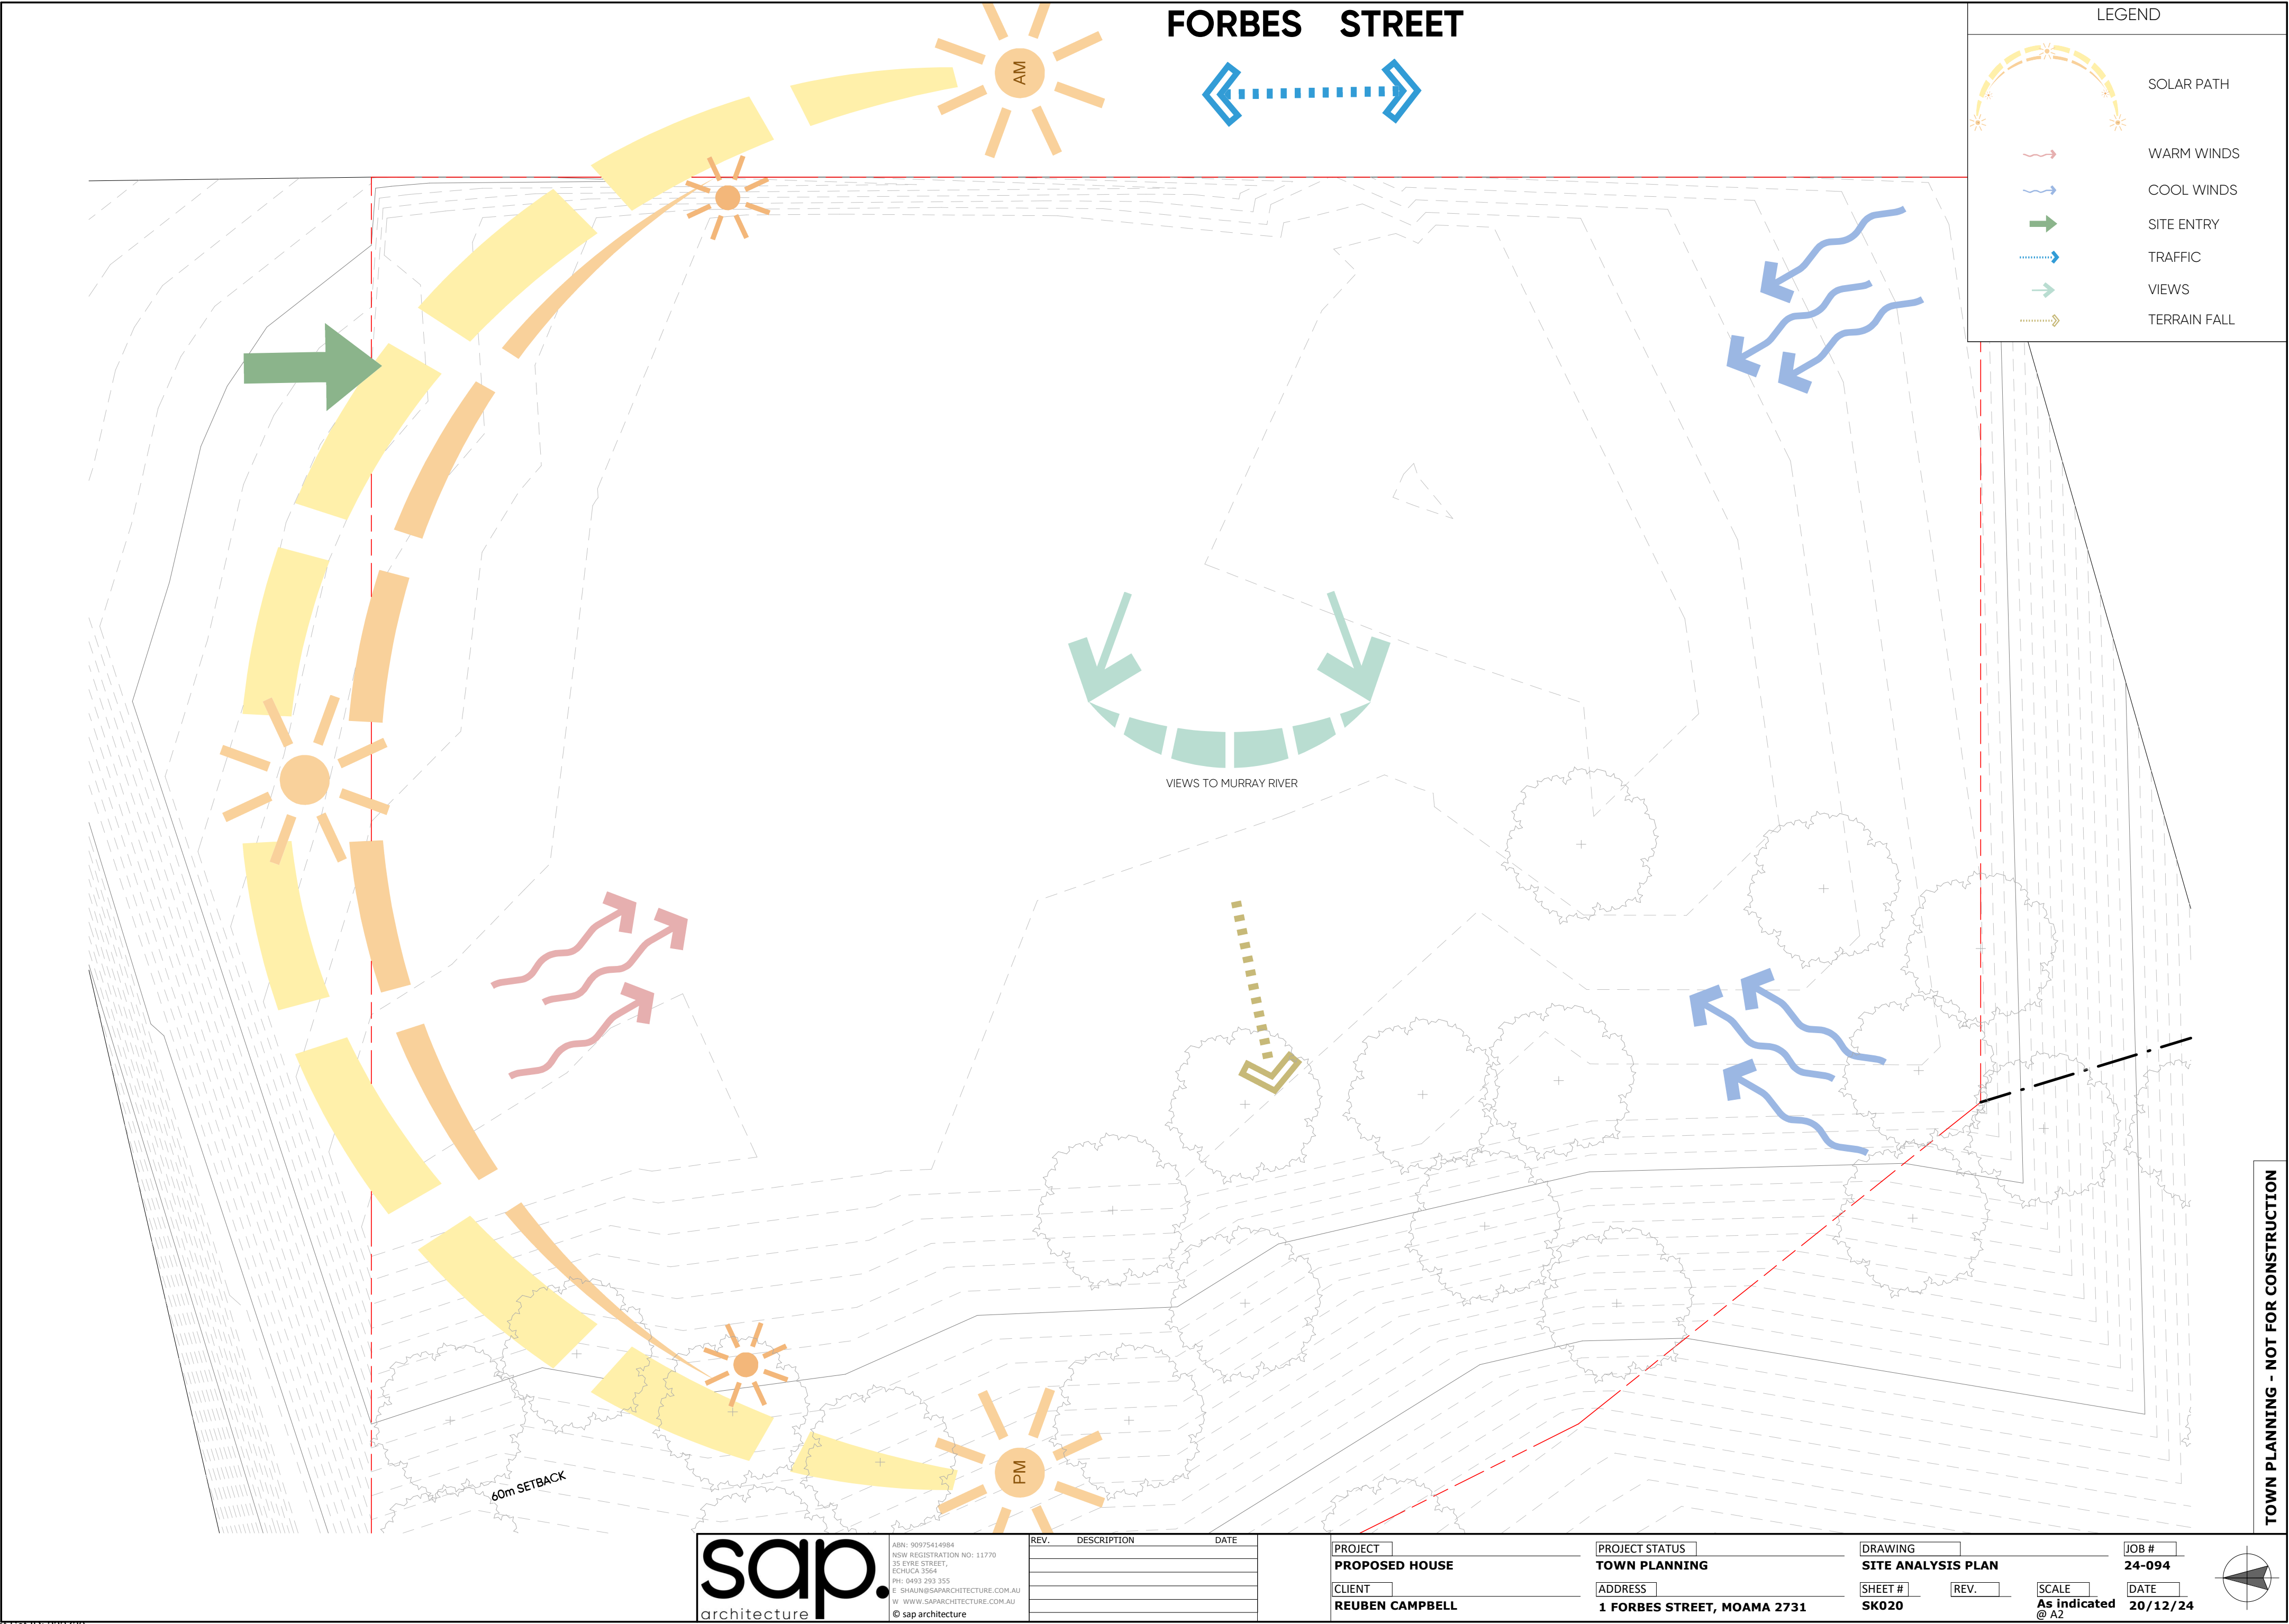 FORBES STREET
LEGEND
SOLAR PATH
WARM WINDS
COOL WINDS
SITE ENTRY
TRAFFIC
VIEWS
TERRAIN FALL
AM
VIEWS TO MURRAY RIVER
PM
60m SETBACK
TOWN PLANNING - NOT FOR CONSTRUCTION
sap.
architecture
ABN: 90975414984
NSW REGISTRATION NO: 11770
35 EYRE STREET,
ECHUCA 3564
PH: 0493 293 355
E SHAUN@SAPARCHITECTURE.COM.AU
W WWW.SAPARCHITECTURE.COM.AU
© sap architecture
REV. DESCRIPTION DATE
PROJECT
PROPOSED HOUSE
CLIENT
REUBEN CAMPBELL
PROJECT STATUS
TOWN PLANNING
ADDRESS
1 FORBES STREET, MOAMA 2731
DRAWING
SITE ANALYSIS PLAN
JOB #
24-094
SHEET #
SK020
REV.
SCALE
As indicated
@ A2
DATE
20/12/24